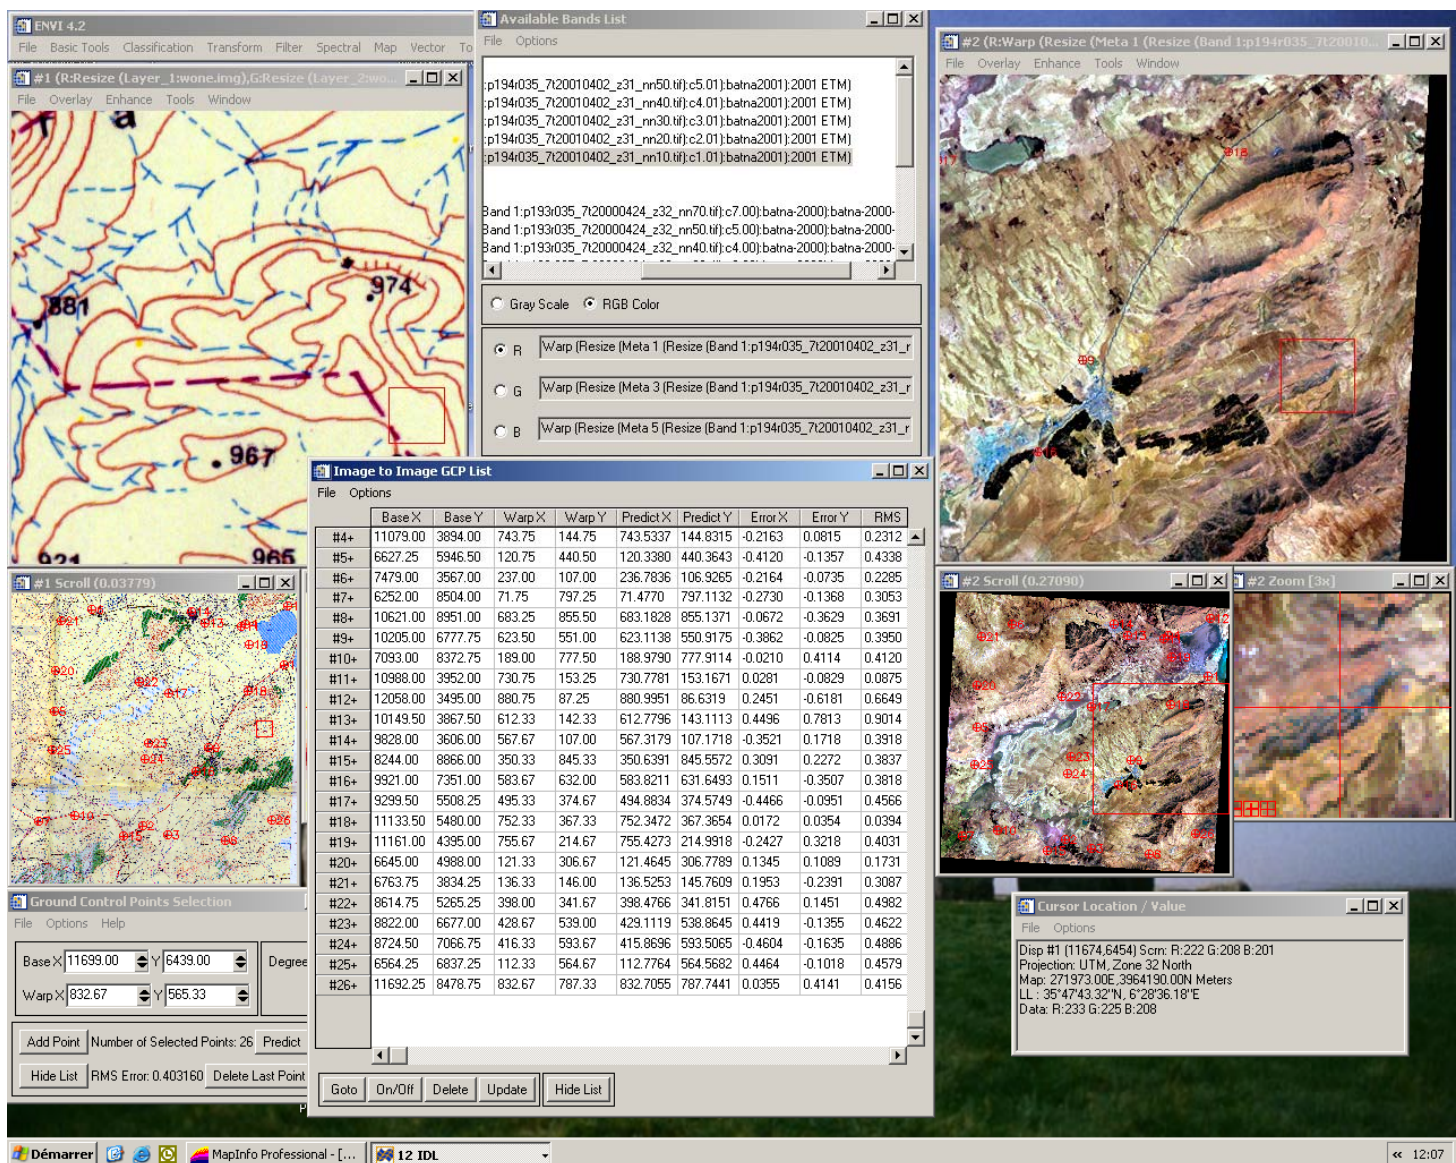 ENVI 4.2
File Basic Tools Classification Transform Filter Spectral Map Vector To
#1 (R:Resize (Layer_1:wone.img),G:Resize (Layer_2:wo...
File Overlay Enhance Tools Window
f a
881
974
967
921
965
Available Bands List
File Options
:p194r035_7t20010402_z31_nn50.tif):c5.01):batna2001):2001 ETM)
:p194r035_7t20010402_z31_nn40.tif):c4.01):batna2001):2001 ETM)
:p194r035_7t20010402_z31_nn30.tif):c3.01):batna2001):2001 ETM)
:p194r035_7t20010402_z31_nn20.tif):c2.01):batna2001):2001 ETM)
:p194r035_7t20010402_z31_nn10.tif):c1.01):batna2001):2001 ETM)
Band 1:p193r035_7t20000424_z32_nn70.tif):c7.00):batna-2000):batna-2000-
Band 1:p193r035_7t20000424_z32_nn50.tif):c5.00):batna-2000):batna-2000-
Band 1:p193r035_7t20000424_z32_nn40.tif):c4.00):batna-2000):batna-2000-
Gray Scale RGB Color
R Warp (Resize (Meta 1 (Resize (Band 1:p194r035_7t20010402_z31_r
G Warp (Resize (Meta 3 (Resize (Band 1:p194r035_7t20010402_z31_r
B Warp (Resize (Meta 5 (Resize (Band 1:p194r035_7t20010402_z31_r
#2 (R:Warp (Resize (Meta 1 (Resize (Band 1:p194r035_7t20010...
File Overlay Enhance Tools Window
17
18
9
Image to Image GCP List
File Options
Base X Base Y Warp X Warp Y Predict X Predict Y Error X Error Y RMS
#4+ 11079.00 3894.00 743.75 144.75 743.5337 144.8315 -0.2163 0.0815 0.2312
#5+ 6627.25 5946.50 120.75 440.50 120.3380 440.3643 -0.4120 -0.1357 0.4338
#6+ 7479.00 3567.00 237.00 107.00 236.7836 106.9265 -0.2164 -0.0735 0.2285
#7+ 6252.00 8504.00 71.75 797.25 71.4770 797.1132 -0.2730 -0.1368 0.3053
#8+ 10621.00 8951.00 683.25 855.50 683.1828 855.1371 -0.0672 -0.3629 0.3691
#9+ 10205.00 6777.75 623.50 551.00 623.1138 550.9175 -0.3862 -0.0825 0.3950
#10+ 7093.00 8372.75 189.00 777.50 188.9790 777.9114 -0.0210 0.4114 0.4120
#11+ 10988.00 3952.00 730.75 153.25 730.7781 153.1671 0.0281 -0.0829 0.0875
#12+ 12058.00 3495.00 880.75 87.25 880.9951 86.6319 0.2451 -0.6181 0.6649
#13+ 10149.50 3867.50 612.33 142.33 612.7796 143.1113 0.4496 0.7813 0.9014
#14+ 9828.00 3606.00 567.67 107.00 567.3179 107.1718 -0.3521 0.1718 0.3918
#15+ 8244.00 8866.00 350.33 845.33 350.6391 845.5572 0.3091 0.2272 0.3837
#16+ 9921.00 7351.00 583.67 632.00 583.8211 631.6493 0.1511 -0.3507 0.3818
#17+ 9299.50 5508.25 495.33 374.67 494.8834 374.5749 -0.4466 -0.0951 0.4566
#18+ 11133.50 5480.00 752.33 367.33 752.3472 367.3654 0.0172 0.0354 0.0394
#19+ 11161.00 4395.00 755.67 214.67 755.4273 214.9918 -0.2427 0.3218 0.4031
#20+ 6645.00 4988.00 121.33 306.67 121.4645 306.7789 0.1345 0.1089 0.1731
#21+ 6763.75 3834.25 136.33 146.00 136.5253 145.7609 0.1953 -0.2391 0.3087
#22+ 8614.75 5265.25 398.00 341.67 398.4766 341.8151 0.4766 0.1451 0.4982
#23+ 8822.00 6677.00 428.67 539.00 429.1119 538.8645 0.4419 -0.1355 0.4622
#24+ 8724.50 7066.75 416.33 593.67 415.8696 593.5065 -0.4604 -0.1635 0.4886
#25+ 6564.25 6837.25 112.33 564.67 112.7764 564.5682 0.4464 -0.1018 0.4579
#26+ 11692.25 8478.75 832.67 787.33 832.7055 787.7441 0.0355 0.4141 0.4156
Goto On/Off Delete Update Hide List
#1 Scroll (0.03779)
#2 Scroll (0.27090)
#2 Zoom [3x]
Ground Control Points Selection
File Options Help
Base X 11699.00 Y 6439.00 Degree
Warp X 832.67 Y 565.33
Add Point Number of Selected Points: 26 Predict
Hide List RMS Error: 0.403160 Delete Last Point
Cursor Location / Value
File Options
Disp #1 (11674,6454) Scrn: R:222 G:208 B:201
Projection: UTM, Zone 32 North
Map: 271973.00E,3964190.00N Meters
LL : 35°47'43.32"N, 6°28'36.18"E
Data: R:233 G:225 B:208
Démarrer MapInfo Professional - [... 12 IDL « 12:07